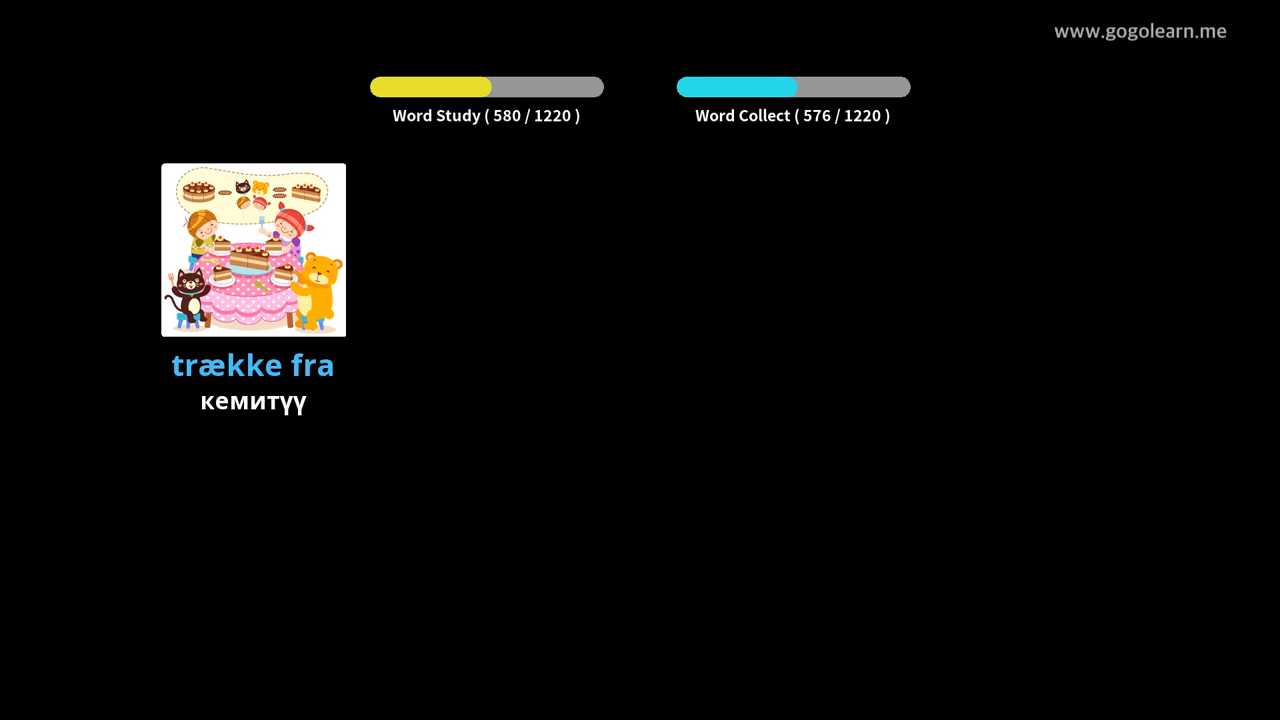 www.gogolearn.me
Word Study ( 580 / 1220 )
Word Collect ( 576 / 1220 )
trække fra
кемитүү